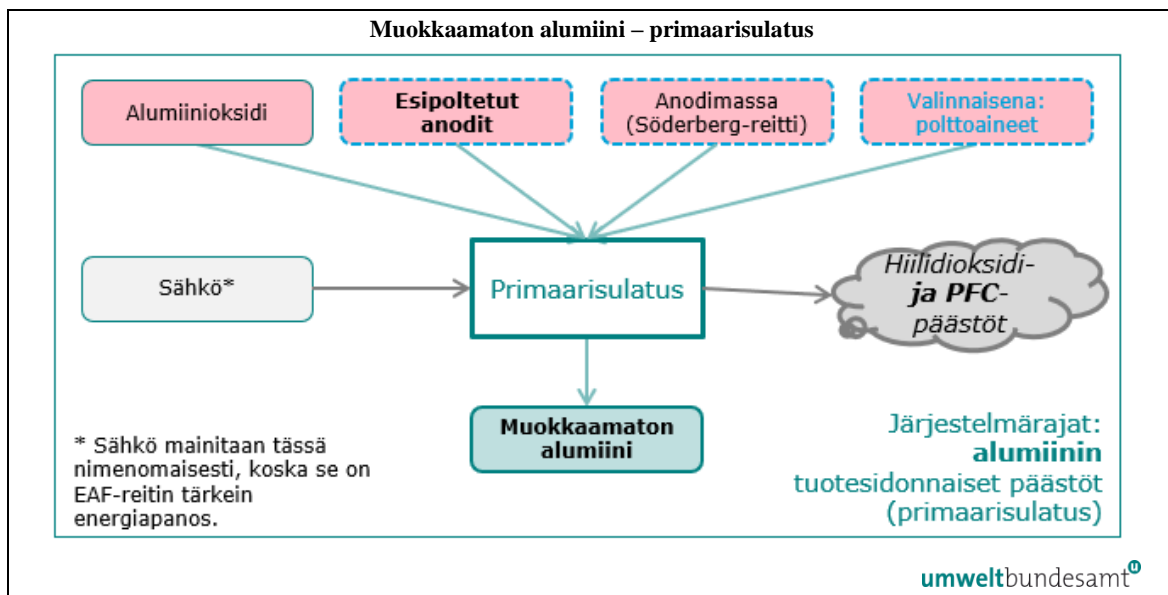 Muokkaamaton alumiini – primaarisulatus
Alumiinioksidi
Esipoltetut
anodit
Anodimassa
(Söderberg-reitti)
Valinnaisena:
polttoaineet
Sähkö*
Primaarisulatus
Hiilidioksidi-
ja PFC-
päästöt
Muokkaamaton
alumiini
* Sähkö mainitaan tässä
nimenomaisesti, koska se on
EAF-reitin tärkein
energiapanos.
Järjestelmärajat:
alumiinin
tuotesidonnaiset päästöt
(primaarisulatus)
umweltbundesamt